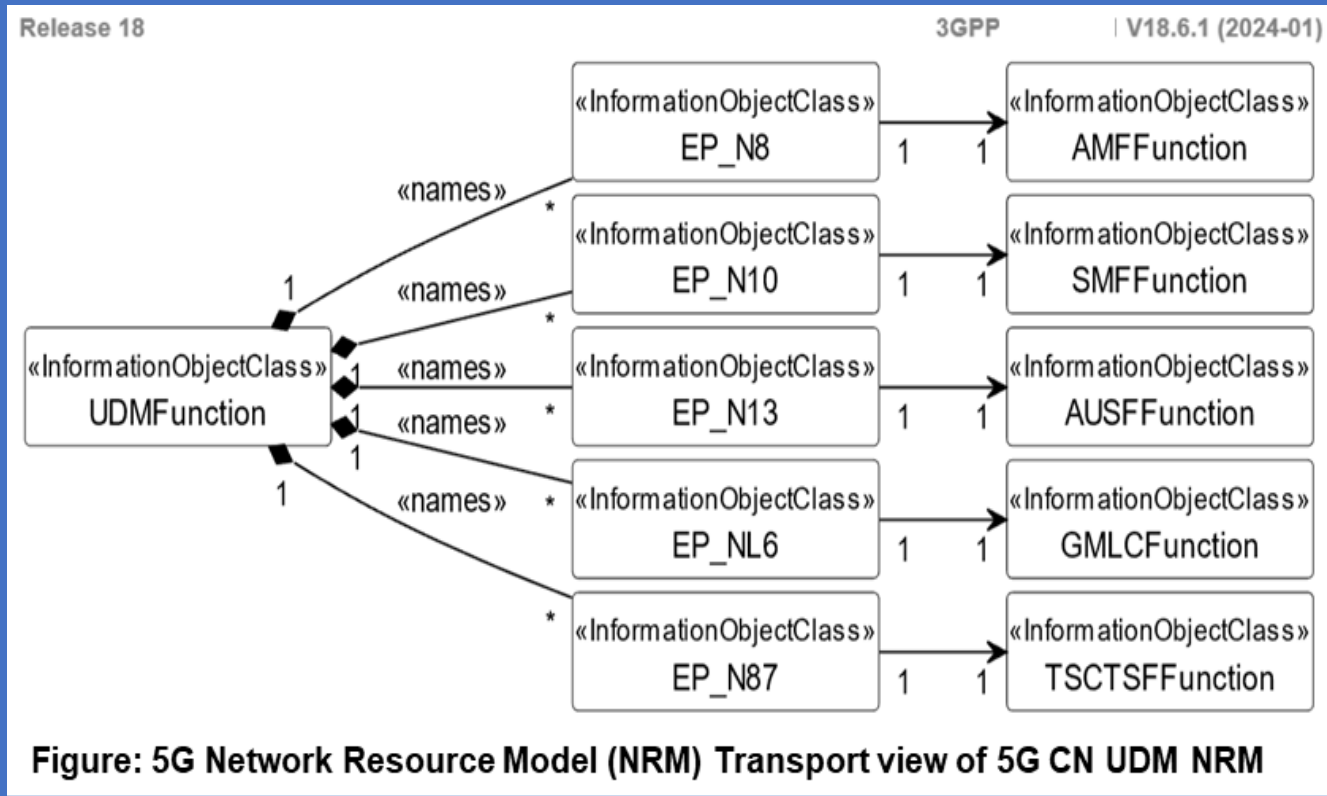 Release 18 3GPP V18.6.1 (2024-01)
«InformationObjectClass»
EP_N8
1 1
«InformationObjectClass»
AMFFunction
«names»
*
1
«InformationObjectClass»
EP_N10
1 1
«InformationObjectClass»
SMFFunction
«names»
*
1
«InformationObjectClass»
UDMFunction
«names»
*
1
«InformationObjectClass»
EP_N13
1 1
«InformationObjectClass»
AUSFFunction
«names»
*
1
«InformationObjectClass»
EP_NL6
1 1
«InformationObjectClass»
GMLCFunction
«names»
*
1
«InformationObjectClass»
EP_N87
1 1
«InformationObjectClass»
TSCTSFFunction
Figure: 5G Network Resource Model (NRM) Transport view of 5G CN UDM NRM